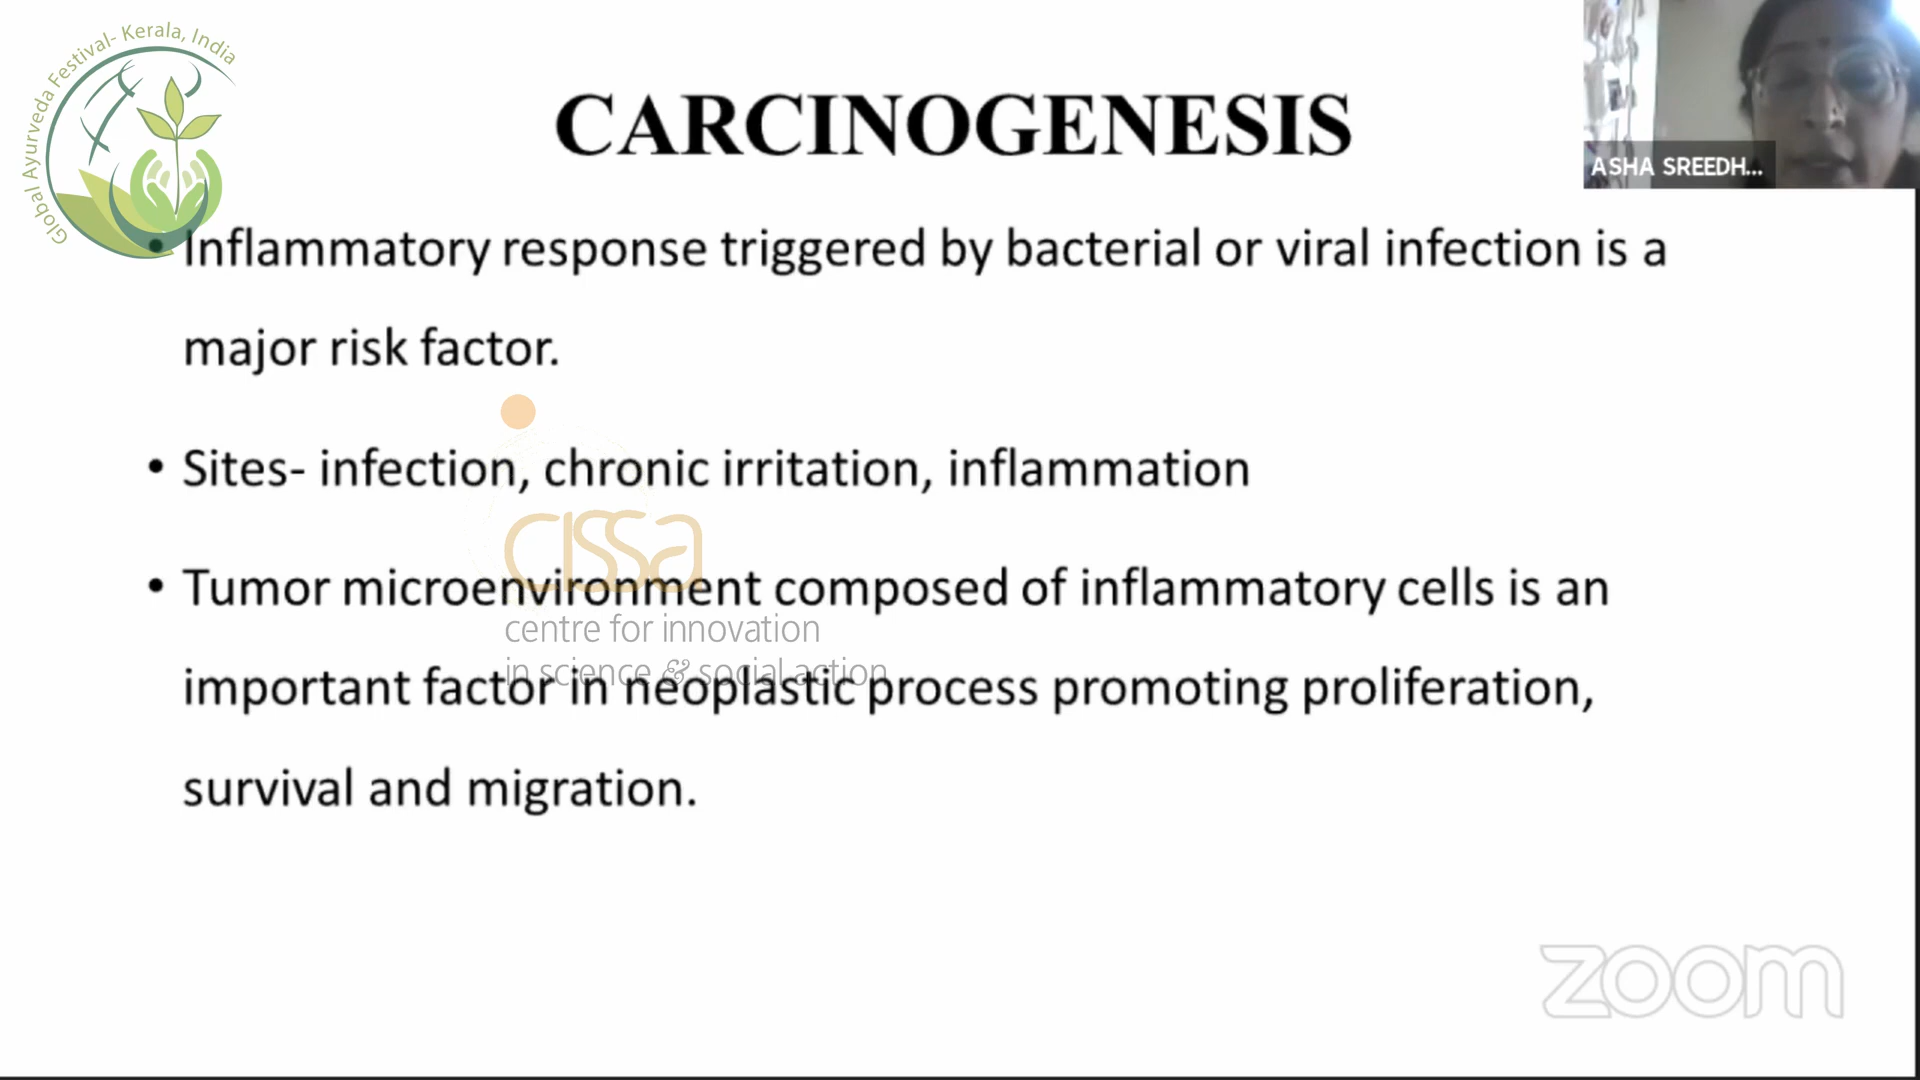 Global Ayurveda Festival- Kerala, India
CARCINOGENESIS
ASHA SREEDH...
• Inflammatory response triggered by bacterial or viral infection is a
major risk factor.
• Sites- infection, chronic irritation, inflammation
cissa
• Tumor microenvironment composed of inflammatory cells is an
centre for innovation
in science & social action
important factor in neoplastic process promoting proliferation,
survival and migration.
zoom